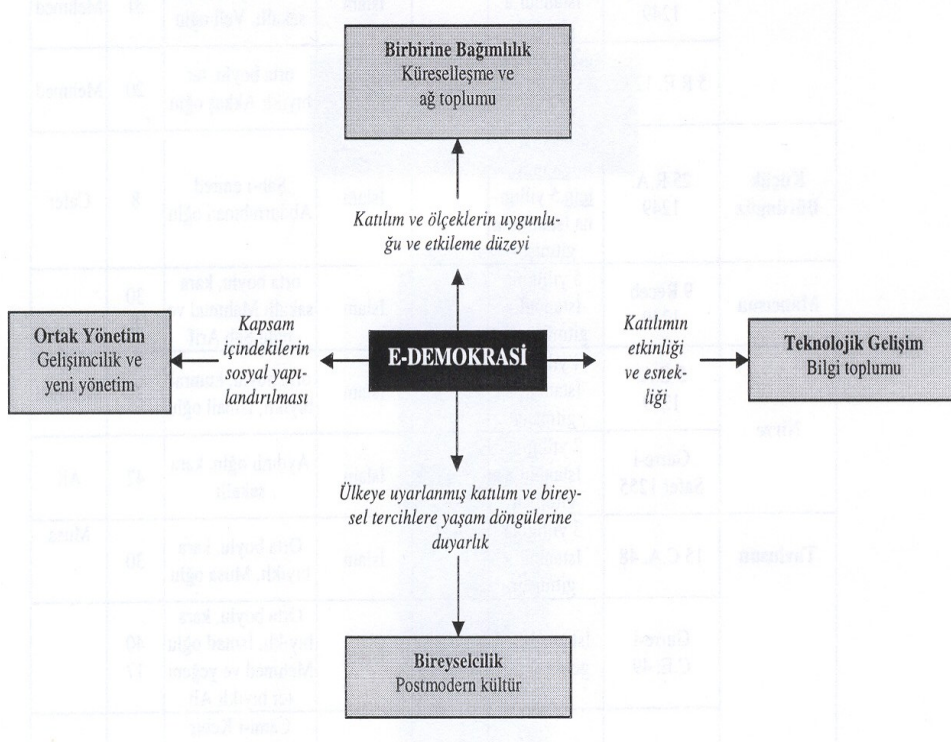 Birbirine Bağımlılık
Küreselleşme ve
ağ toplumu
Katılım ve ölçeklerin uygunlu-
ğu ve etkileme düzeyi
Ortak Yönetim
Gelişimcilik ve
yeni yönetim
Kapsam
içindekilerin
sosyal yapı-
landırılması
E-DEMOKRASİ
Katılımın
etkinliği
ve esnek-
liği
Teknolojik Gelişim
Bilgi toplumu
Ülkeye uyarlanmış katılım ve birey-
sel tercihlere yaşam döngülerine
duyarlık
Bireyselcilik
Postmodern kültür